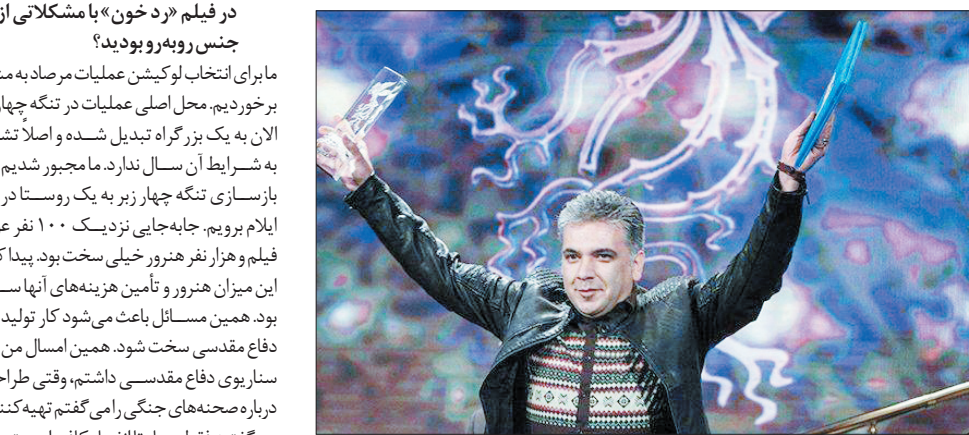 در فیلم «رد خون» با مشکلاتی از
جنس روبه‌رو بودید؟
ما برای انتخاب لوکیشن عملیات مرصاد به
برخوردیم. محل اصلی عملیات در تنگه
الان به یک بزرگراه تبدیل شده و اصلاً
به شرایط آن سال ندارد. ما مجبور شدیم
بازسازی تنگه چهار زبر به یک روستا در
ایلام برویم. جابه‌جایی نزدیک ۱۰۰ نفر
فیلم و هزار نفر هنرور خیلی سخت بود. پیدا
این میزان هنرور و تأمین هزینه‌های آنها
بود. همین مسائل باعث می‌شود کار تولید
دفاع مقدسی سخت شود. همین امسال من
سناریوی دفاع مقدسی داشتم، وقتی
درباره صحنه‌های جنگی را می‌گفتم